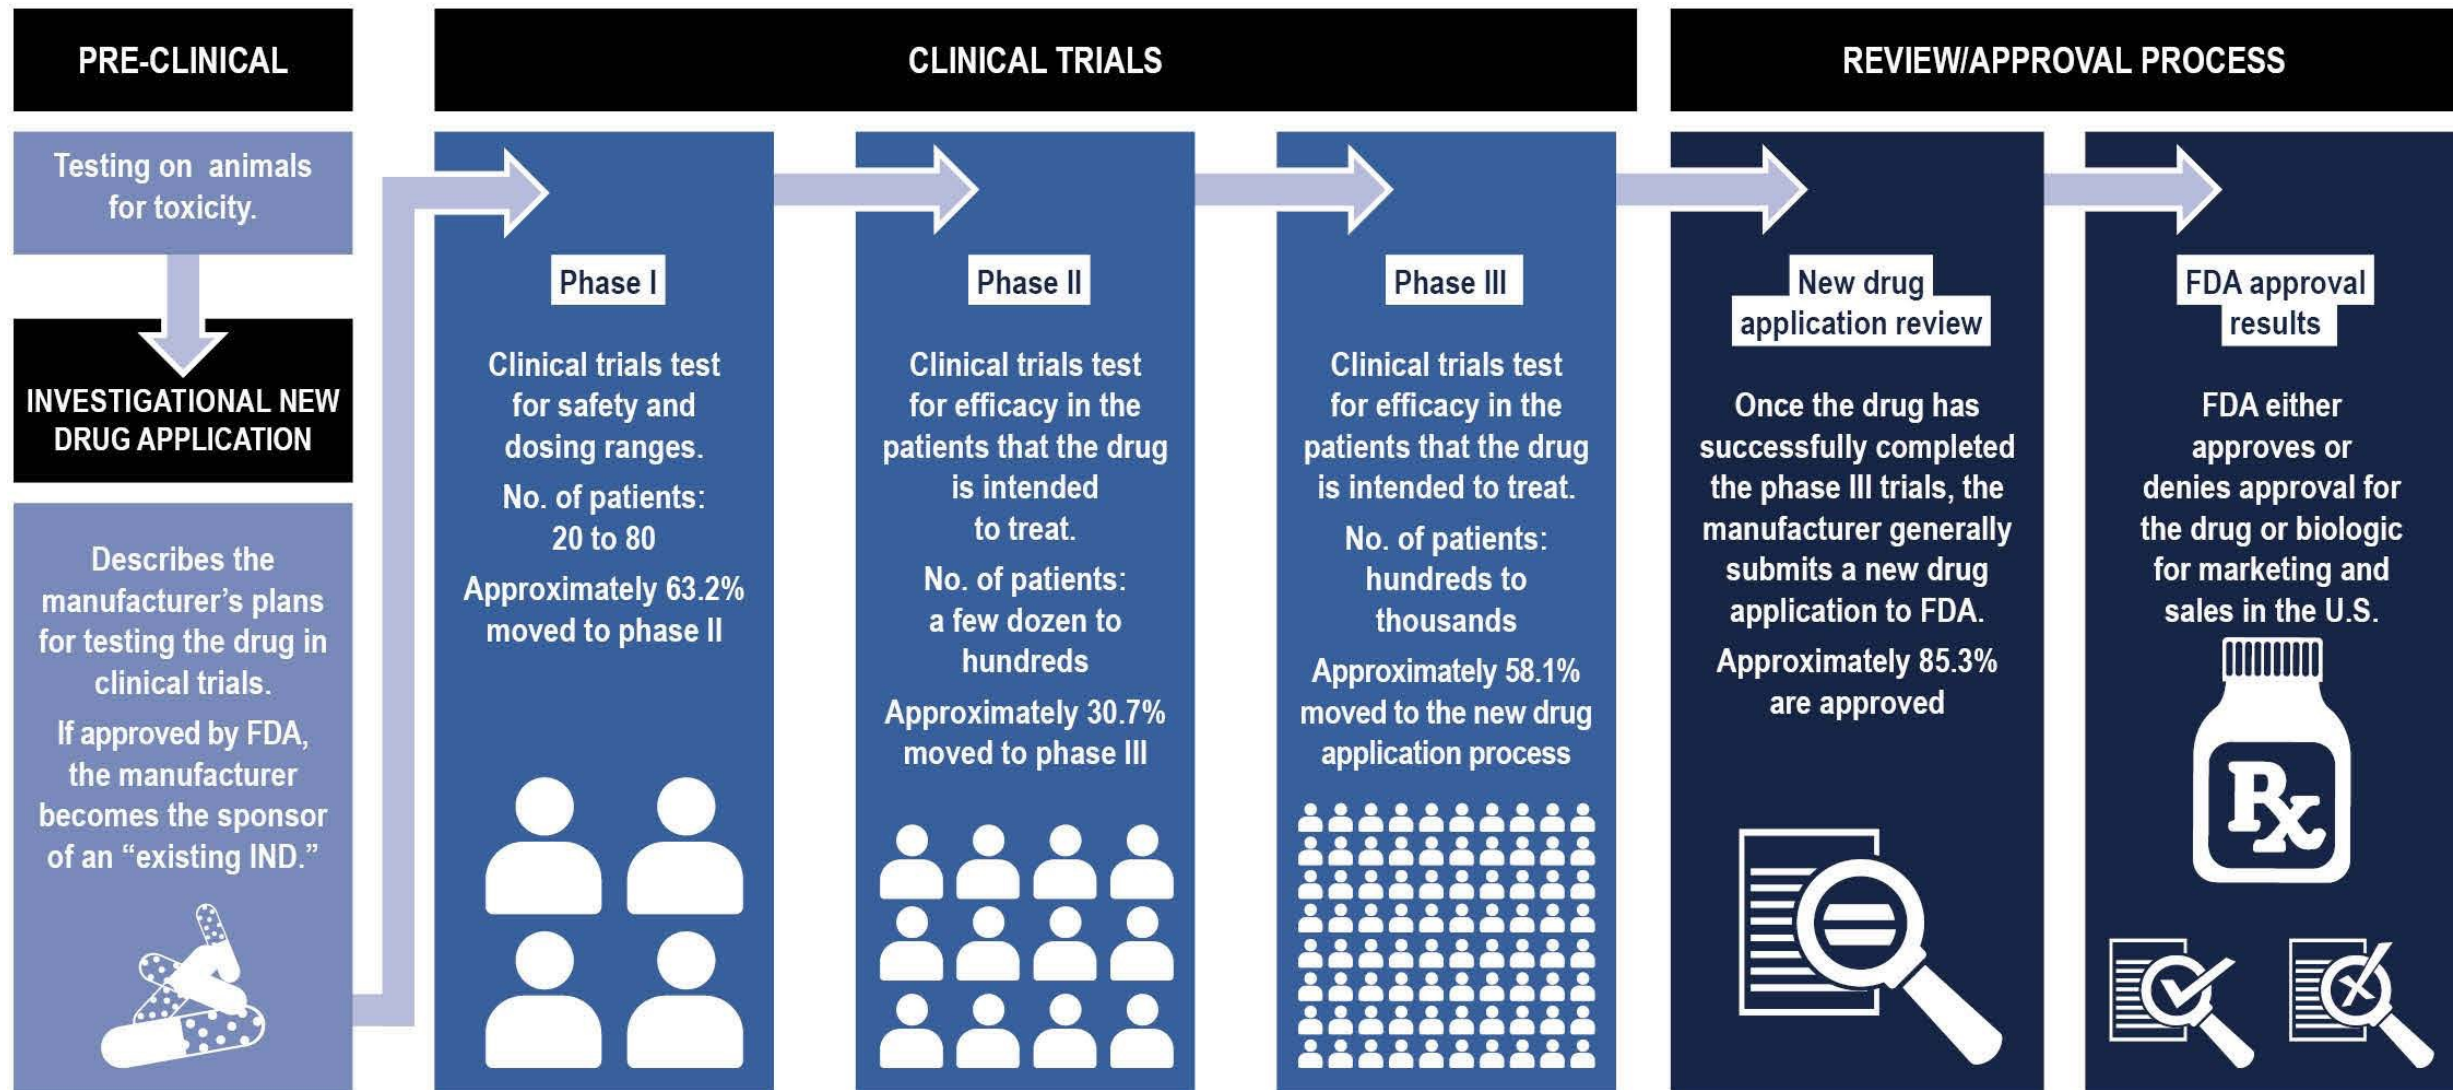 PRE-CLINICAL
Testing on animals
for toxicity.
INVESTIGATIONAL NEW
DRUG APPLICATION
Describes the
manufacturer’s plans
for testing the drug in
clinical trials.
If approved by FDA,
the manufacturer
becomes the sponsor
of an “existing IND.”
CLINICAL TRIALS
Phase I
Clinical trials test
for safety and
dosing ranges.
No. of patients:
20 to 80
Approximately 63.2%
moved to phase II
Phase II
Clinical trials test
for efficacy in the
patients that the drug
is intended
to treat.
No. of patients:
a few dozen to
hundreds
Approximately 30.7%
moved to phase III
Phase III
Clinical trials test
for efficacy in the
patients that the drug
is intended to treat.
No. of patients:
hundreds to
thousands
Approximately 58.1%
moved to the new drug
application process
REVIEW/APPROVAL PROCESS
New drug
application review
Once the drug has
successfully completed
the phase III trials, the
manufacturer generally
submits a new drug
application to FDA.
Approximately 85.3%
are approved
FDA approval
results
FDA either
approves or
denies approval for
the drug or biologic
for marketing and
sales in the U.S.
Rx